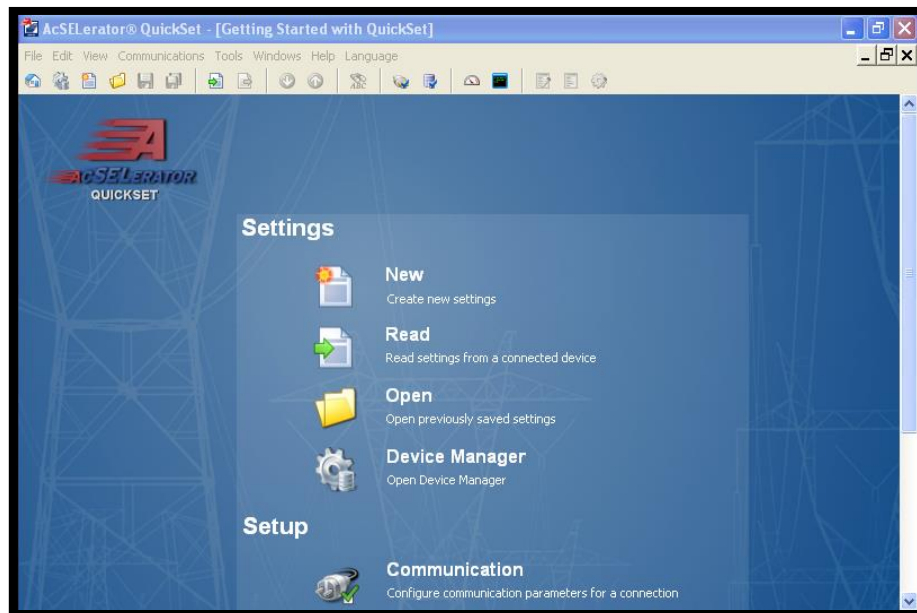 AcSELerator® QuickSet - [Getting Started with QuickSet]
File Edit View Communications Tools Windows Help Language
AcSELERATOR
QUICKSET
Settings
New
Create new settings
Read
Read settings from a connected device
Open
Open previously saved settings
Device Manager
Open Device Manager
Setup
Communication
Configure communication parameters for a connection